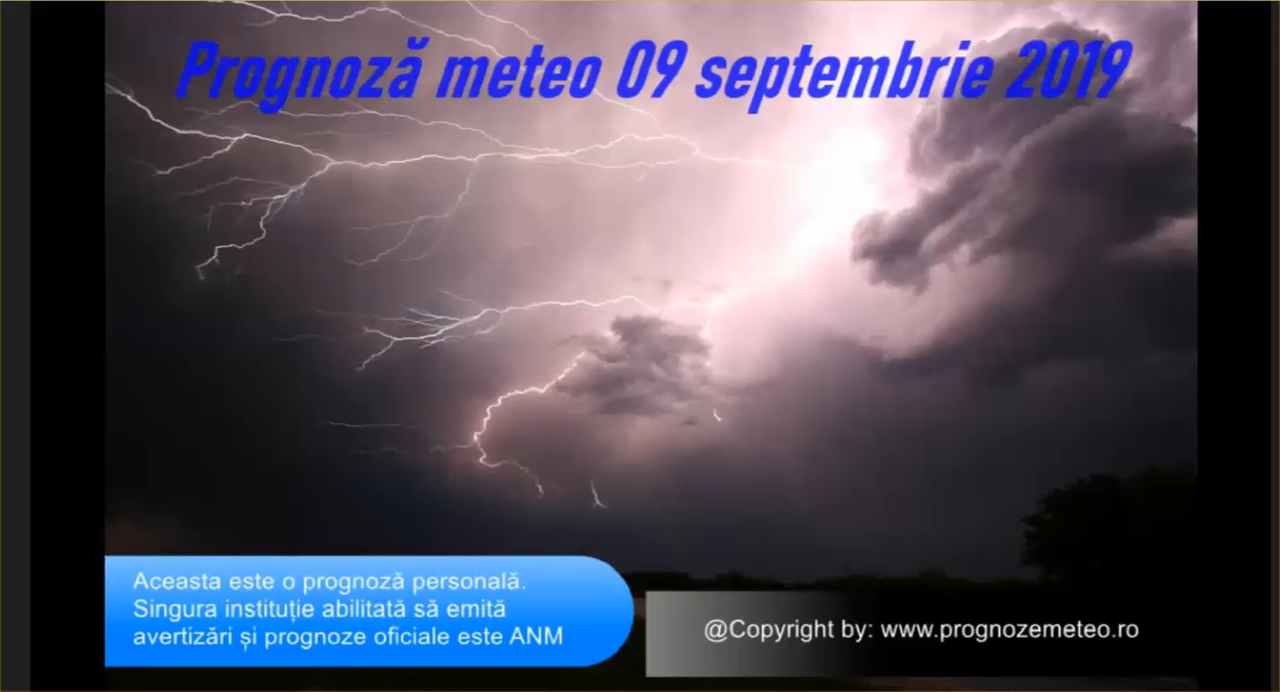 Prognoză meteo 09 septembrie 2019
Aceasta este o prognoză personală.
Singura instituție abilitată să emită
avertizări și prognoze oficiale este ANM
@Copyright by: www.prognozemeteo.ro